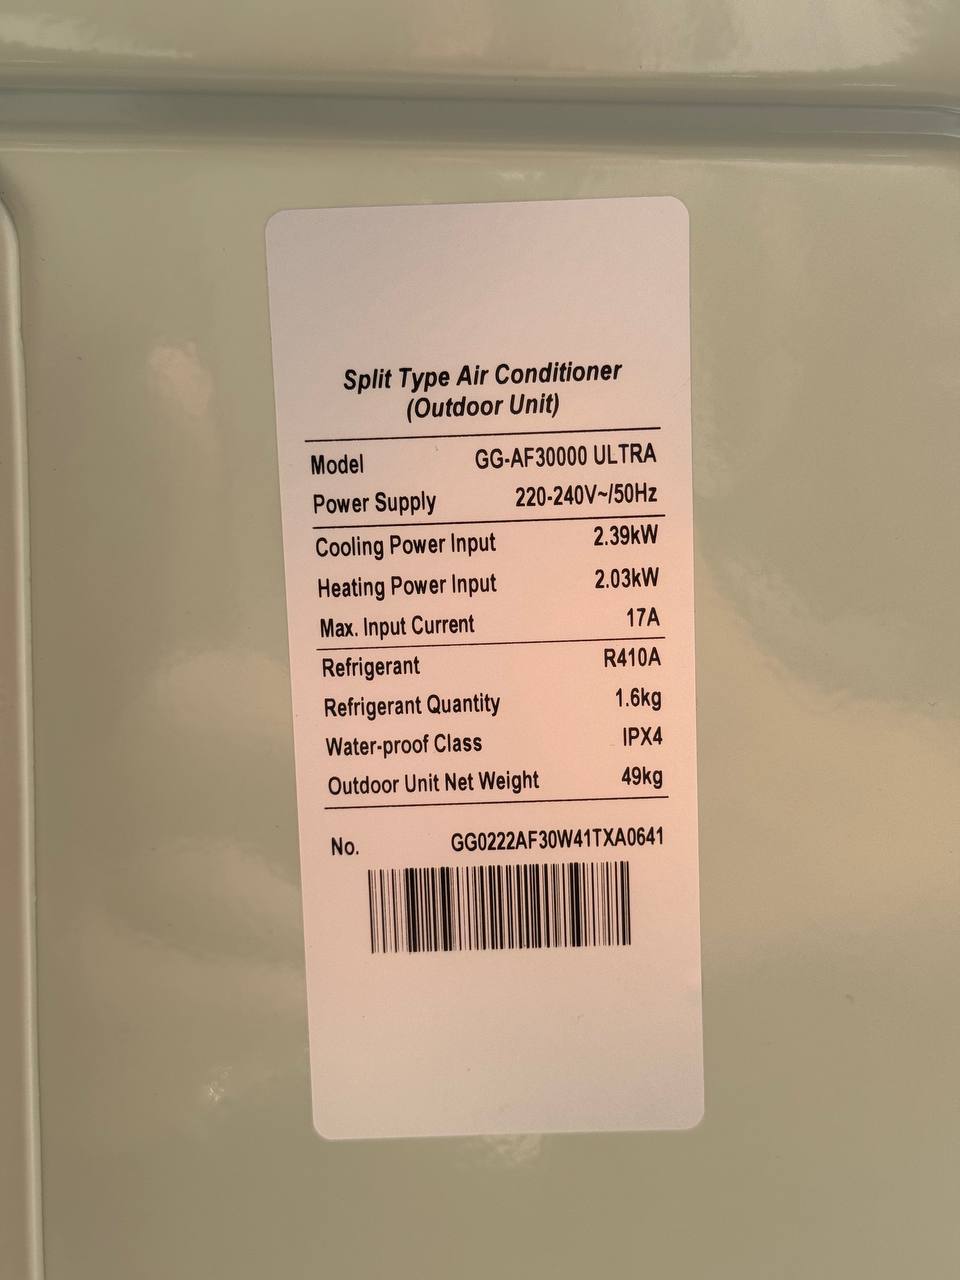 Split Type Air Conditioner
(Outdoor Unit)
Model GG-AF30000 ULTRA
Power Supply 220-240V~/50Hz
Cooling Power Input 2.39kW
Heating Power Input 2.03kW
Max. Input Current 17A
Refrigerant R410A
Refrigerant Quantity 1.6kg
Water-proof Class IPX4
Outdoor Unit Net Weight 49kg
No. GG0222AF30W41TXA0641